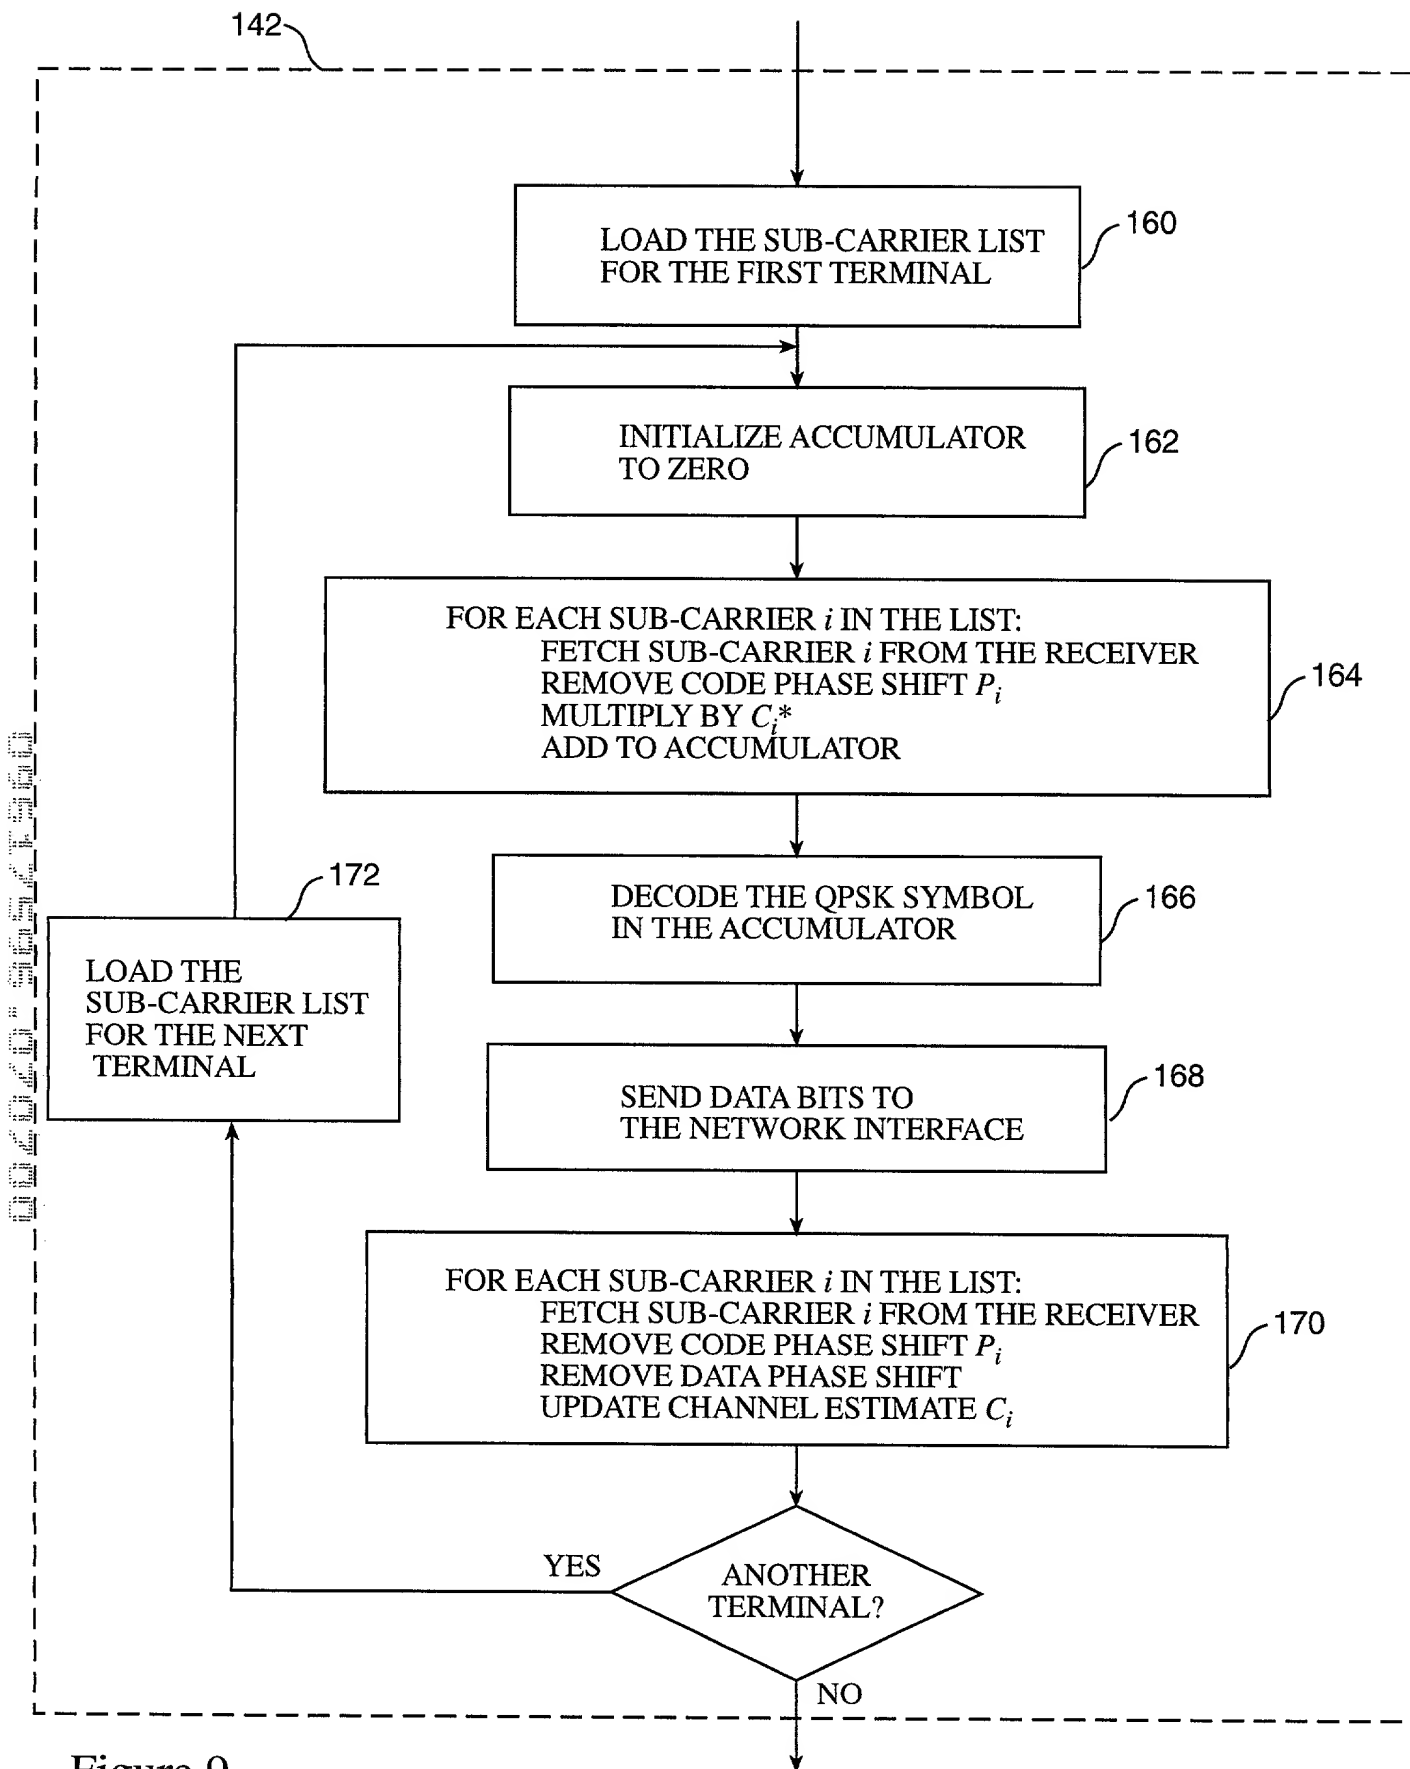 142
LOAD THE SUB-CARRIER LIST
FOR THE FIRST TERMINAL
160
INITIALIZE ACCUMULATOR
TO ZERO
162
FOR EACH SUB-CARRIER i IN THE LIST:
FETCH SUB-CARRIER i FROM THE RECEIVER
REMOVE CODE PHASE SHIFT Pi
MULTIPLY BY Ci*
ADD TO ACCUMULATOR
164
DECODE THE QPSK SYMBOL
IN THE ACCUMULATOR
166
172
LOAD THE
SUB-CARRIER LIST
FOR THE NEXT
TERMINAL
SEND DATA BITS TO
THE NETWORK INTERFACE
168
FOR EACH SUB-CARRIER i IN THE LIST:
FETCH SUB-CARRIER i FROM THE RECEIVER
REMOVE CODE PHASE SHIFT Pi
REMOVE DATA PHASE SHIFT
UPDATE CHANNEL ESTIMATE Ci
170
YES
ANOTHER
TERMINAL?
NO
Figure 9